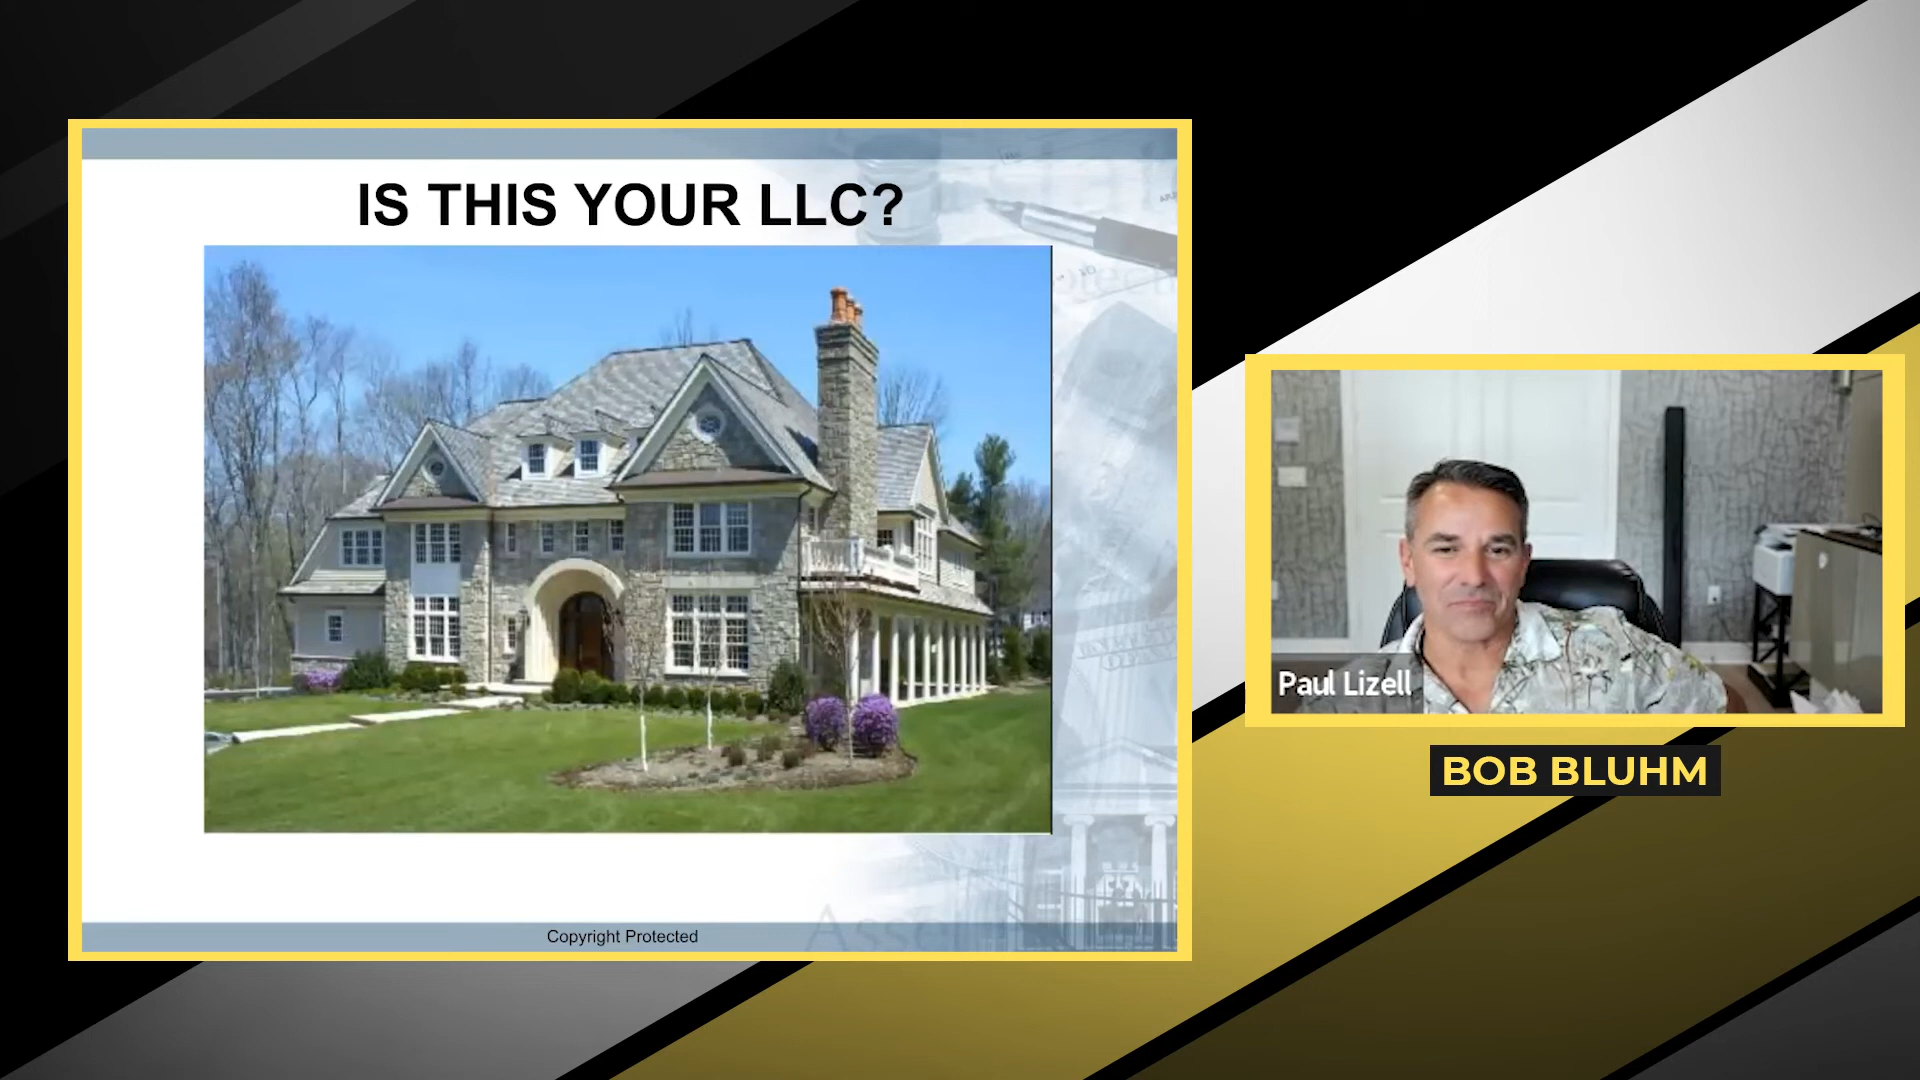 IS THIS YOUR LLC?
Paul Lizell
BOB BLUHM
Copyright Protected